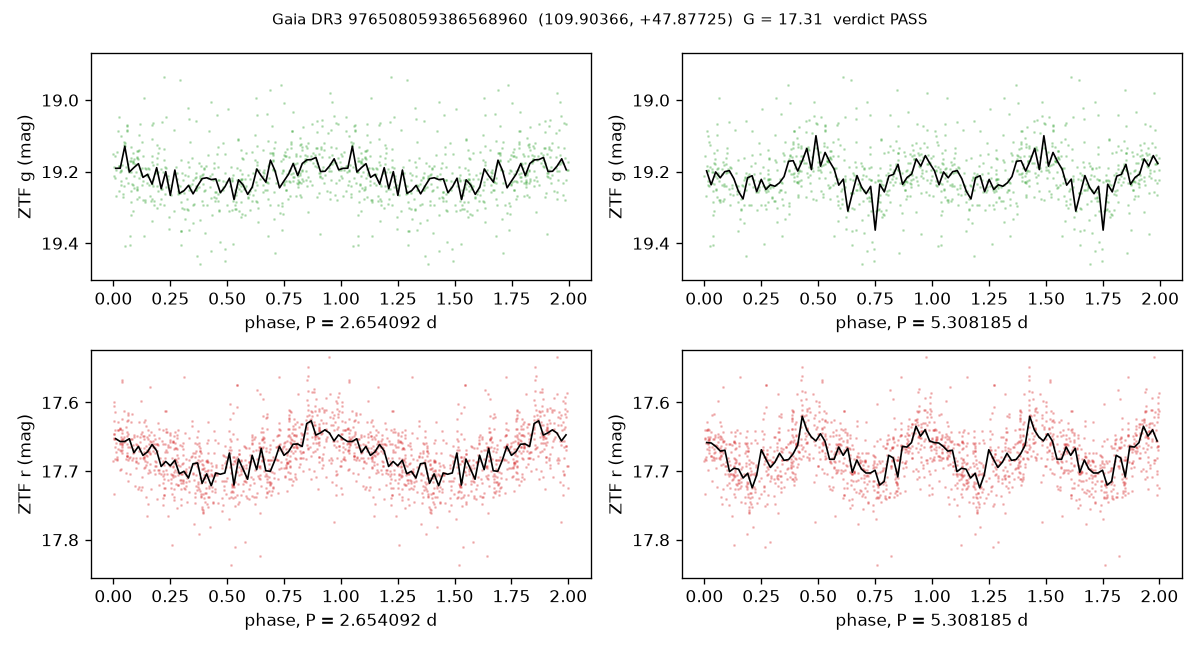 Gaia DR3 976508059386568960 (109.90366, +47.87725) G = 17.31 verdict PASS
ZTF g (mag)
19.0
19.2
19.4
0.00 0.25 0.50 0.75 1.00 1.25 1.50 1.75 2.00
phase, P = 2.654092 d
ZTF g (mag)
19.0
19.2
19.4
0.00 0.25 0.50 0.75 1.00 1.25 1.50 1.75 2.00
phase, P = 5.308185 d
ZTF r (mag)
17.6
17.7
17.8
0.00 0.25 0.50 0.75 1.00 1.25 1.50 1.75 2.00
phase, P = 2.654092 d
ZTF r (mag)
17.6
17.7
17.8
0.00 0.25 0.50 0.75 1.00 1.25 1.50 1.75 2.00
phase, P = 5.308185 d